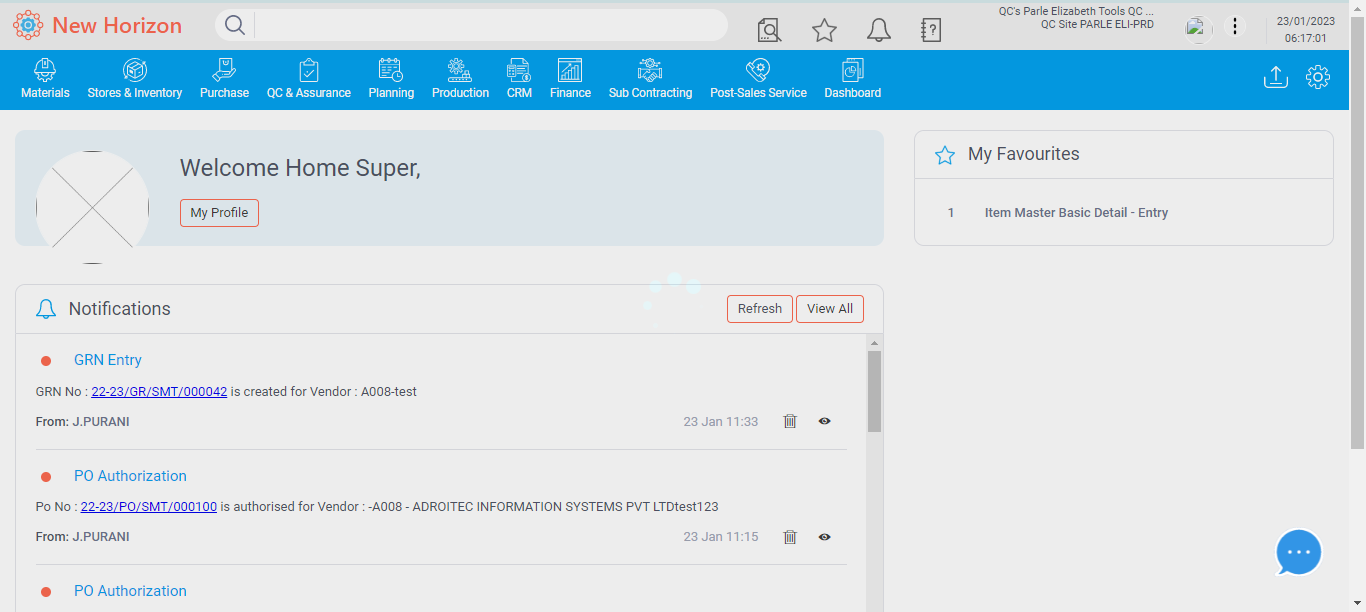 New Horizon
QC's Parle Elizabeth Tools QC ...
QC Site PARLE ELI-PRD
23/01/2023
06:17:01
Materials
Stores & Inventory
Purchase
QC & Assurance
Planning
Production
CRM
Finance
Sub Contracting
Post-Sales Service
Dashboard
Welcome Home Super,
My Profile
My Favourites
1 Item Master Basic Detail - Entry
Notifications
Refresh
View All
GRN Entry
GRN No : 22-23/GR/SMT/000042 is created for Vendor : A008-test
From: J.PURANI
23 Jan 11:33
PO Authorization
Po No : 22-23/PO/SMT/000100 is authorised for Vendor : -A008 - ADROITEC INFORMATION SYSTEMS PVT LTDtest123
From: J.PURANI
23 Jan 11:15
PO Authorization